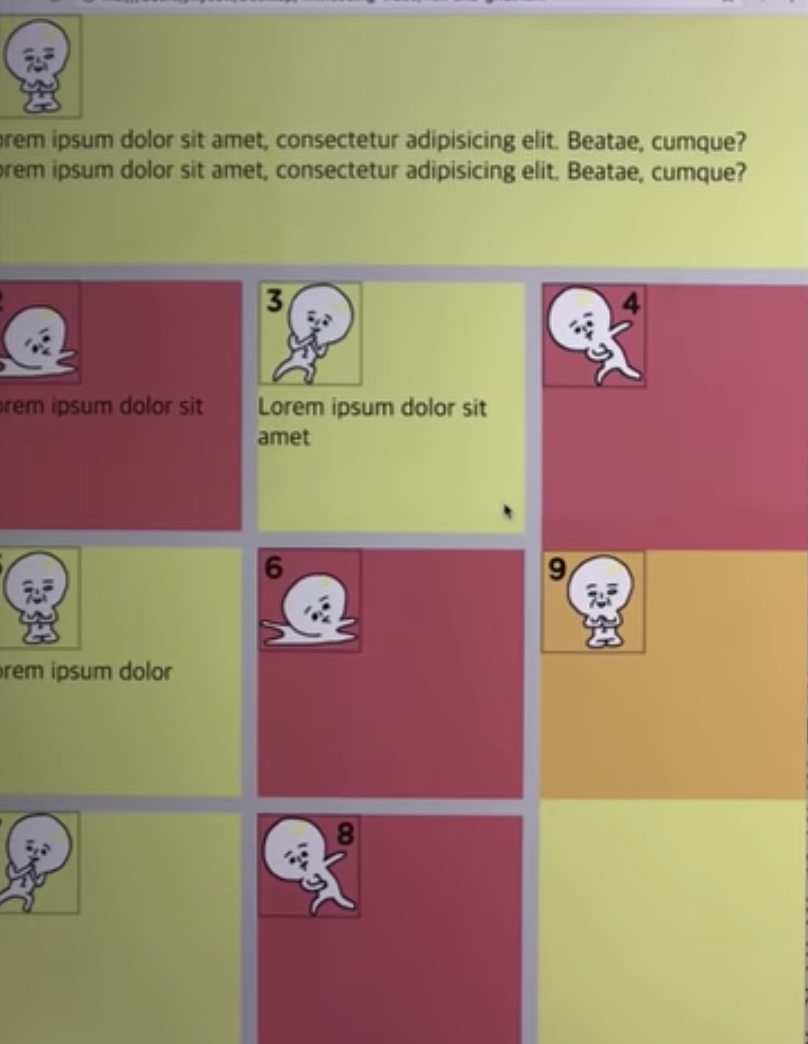 orem ipsum dolor sit amet, consectetur adipisicing elit. Beatae, cumque?
orem ipsum dolor sit amet, consectetur adipisicing elit. Beatae, cumque?
3
4
orem ipsum dolor sit
Lorem ipsum dolor sit
amet
6
9
orem ipsum dolor
8